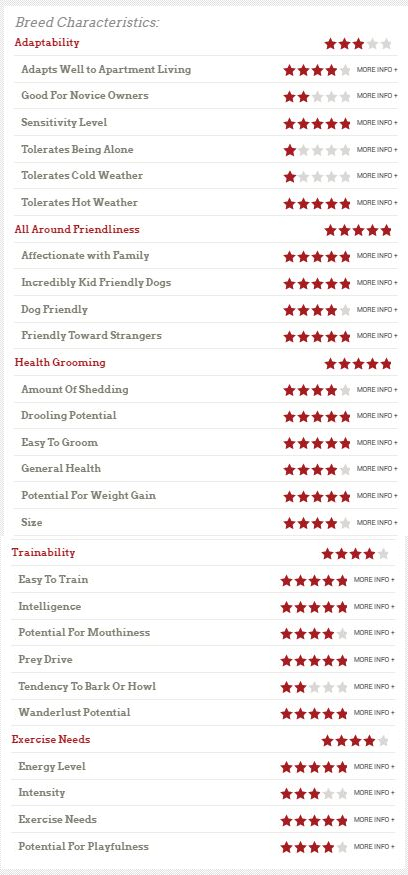 Breed Characteristics:
Adaptability
Adapts Well to Apartment Living MORE INFO +
Good For Novice Owners MORE INFO +
Sensitivity Level MORE INFO +
Tolerates Being Alone MORE INFO +
Tolerates Cold Weather MORE INFO +
Tolerates Hot Weather MORE INFO +
All Around Friendliness
Affectionate with Family MORE INFO +
Incredibly Kid Friendly Dogs MORE INFO +
Dog Friendly MORE INFO +
Friendly Toward Strangers MORE INFO +
Health Grooming
Amount Of Shedding MORE INFO +
Drooling Potential MORE INFO +
Easy To Groom MORE INFO +
General Health MORE INFO +
Potential For Weight Gain MORE INFO +
Size MORE INFO +
Trainability
Easy To Train MORE INFO +
Intelligence MORE INFO +
Potential For Mouthiness MORE INFO +
Prey Drive MORE INFO +
Tendency To Bark Or Howl MORE INFO +
Wanderlust Potential MORE INFO +
Exercise Needs
Energy Level MORE INFO +
Intensity MORE INFO +
Exercise Needs MORE INFO +
Potential For Playfulness MORE INFO +